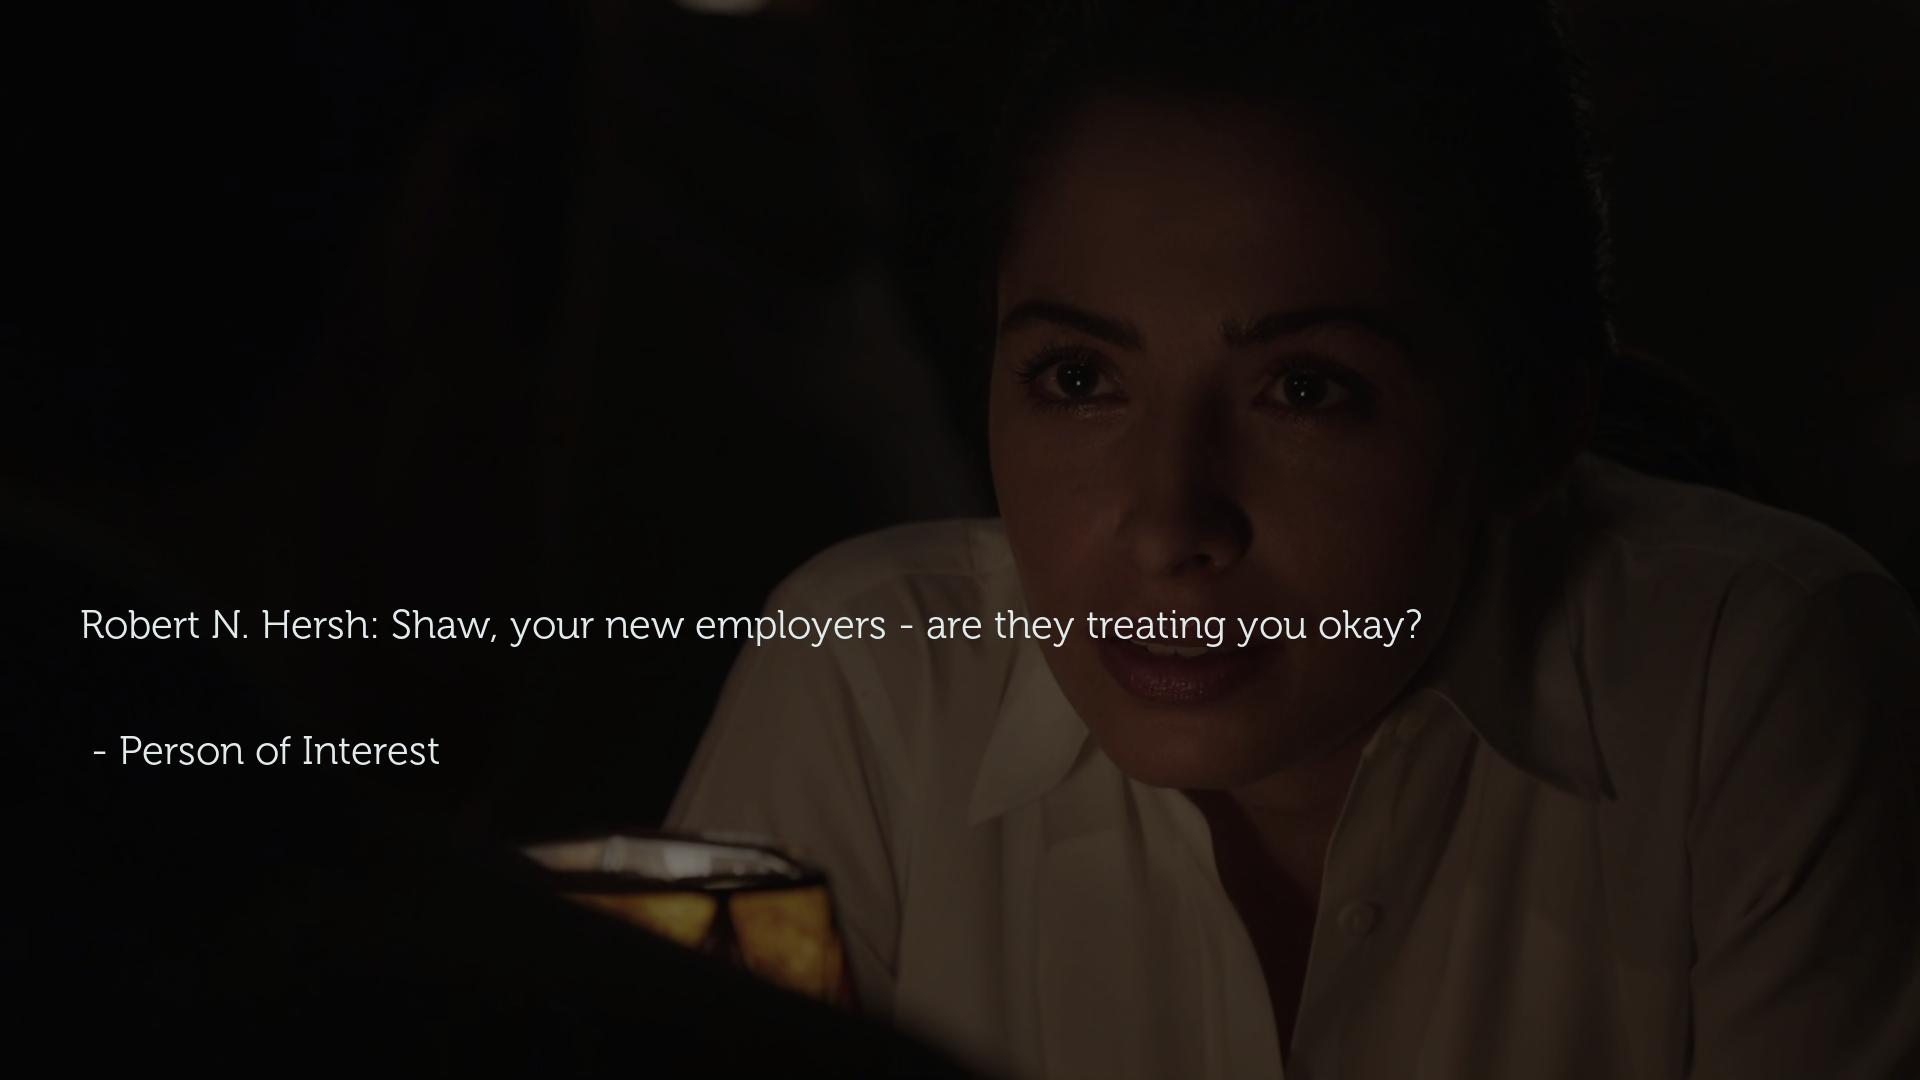 Robert N. Hersh: Shaw, your new employers - are they treating you okay?
- Person of Interest